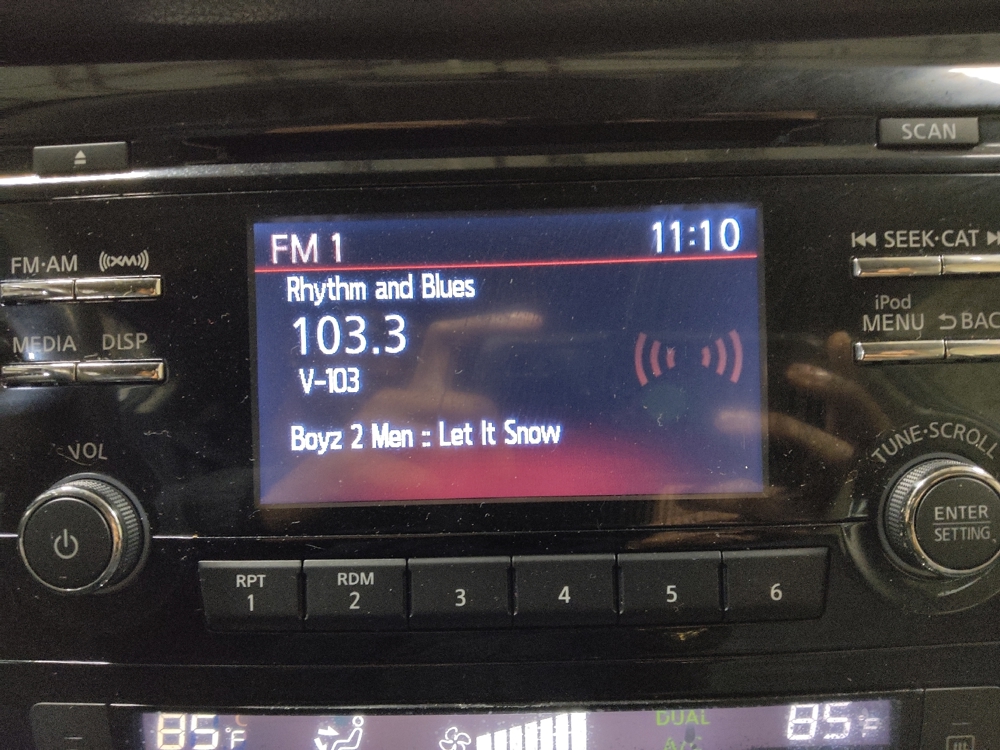 SCAN
FM 1 11:10
FM·AM
XM
SEEK·CAT
Rhythm and Blues
103.3
iPod
MENU
BAC
MEDIA DISP
V-103
Boyz 2 Men :: Let It Snow
VOL
TUNE·SCROLL
ENTER
SETTING
RPT
1
RDM
2
3
4
5
6
85°F
DUAL
A/C
85°F